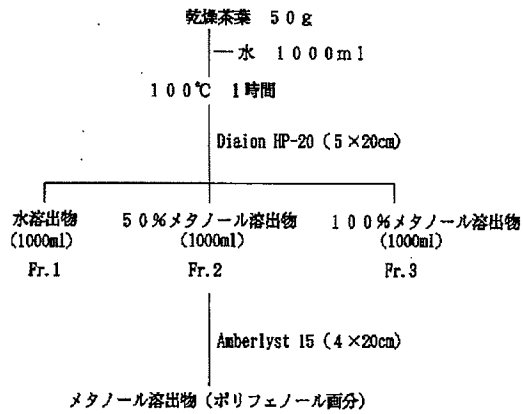 乾燥茶葉 50g
水 1000ml
100℃ 1時間
Diaion HP-20 (5×20cm)
水溶出物 50%メタノール溶出物 100%メタノール溶出物
(1000ml) (1000ml) (1000ml)
Fr.1 Fr.2 Fr.3
Amberlyst 15 (4×20cm)
メタノール溶出物 (ポリフェノール画分)